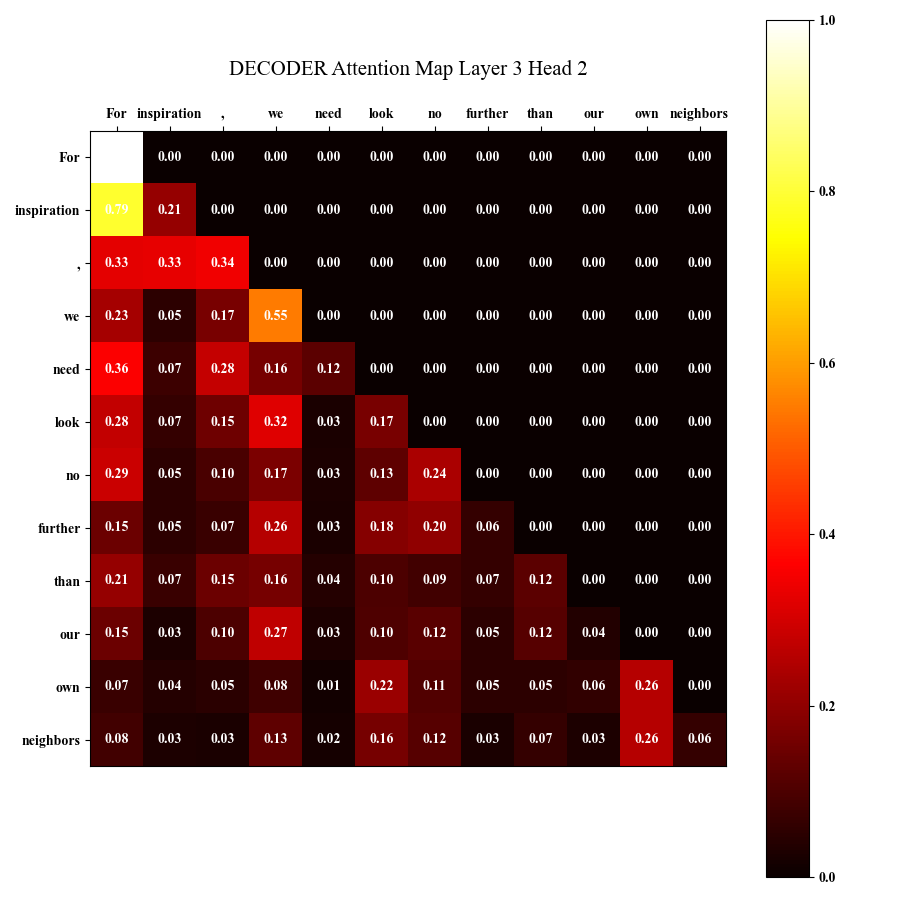 DECODER Attention Map Layer 3 Head 2
For inspiration , we need look no further than our own neighbors
For 0.00 0.00 0.00 0.00 0.00 0.00 0.00 0.00 0.00 0.00 0.00
inspiration 0.79 0.21 0.00 0.00 0.00 0.00 0.00 0.00 0.00 0.00 0.00 0.00
, 0.33 0.33 0.34 0.00 0.00 0.00 0.00 0.00 0.00 0.00 0.00 0.00
we 0.23 0.05 0.17 0.55 0.00 0.00 0.00 0.00 0.00 0.00 0.00 0.00
need 0.36 0.07 0.28 0.16 0.12 0.00 0.00 0.00 0.00 0.00 0.00 0.00
look 0.28 0.07 0.15 0.32 0.03 0.17 0.00 0.00 0.00 0.00 0.00 0.00
no 0.29 0.05 0.10 0.17 0.03 0.13 0.24 0.00 0.00 0.00 0.00 0.00
further 0.15 0.05 0.07 0.26 0.03 0.18 0.20 0.06 0.00 0.00 0.00 0.00
than 0.21 0.07 0.15 0.16 0.04 0.10 0.09 0.07 0.12 0.00 0.00 0.00
our 0.15 0.03 0.10 0.27 0.03 0.10 0.12 0.05 0.12 0.04 0.00 0.00
own 0.07 0.04 0.05 0.08 0.01 0.22 0.11 0.05 0.05 0.06 0.26 0.00
neighbors 0.08 0.03 0.03 0.13 0.02 0.16 0.12 0.03 0.07 0.03 0.26 0.06
1.0
0.8
0.6
0.4
0.2
0.0